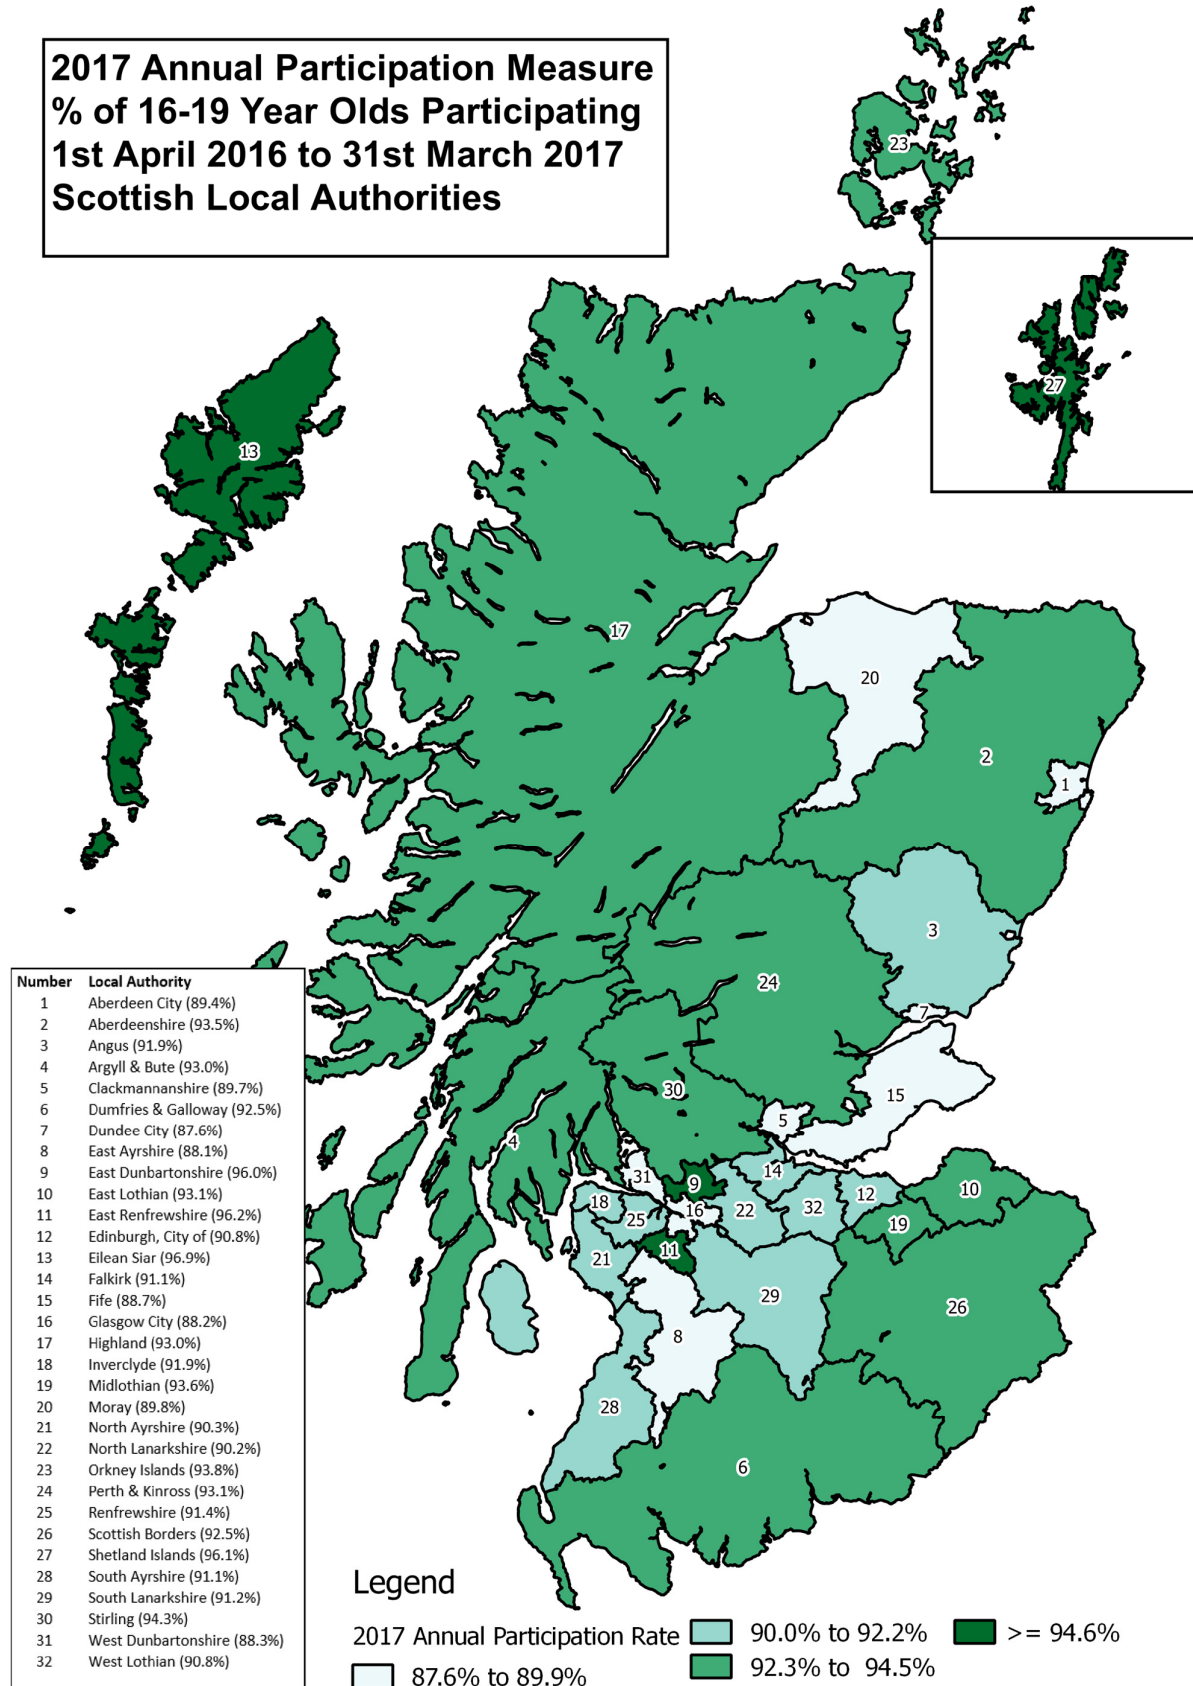 2017 Annual Participation Measure
% of 16-19 Year Olds Participating
1st April 2016 to 31st March 2017
Scottish Local Authorities
23
27
13
17
20
2
1
3
24
7
15
30
5
4
31
9
14
12
10
18
16
22
32
19
25
11
21
29
26
8
28
6
Number Local Authority
1 Aberdeen City (89.4%)
2 Aberdeenshire (93.5%)
3 Angus (91.9%)
4 Argyll & Bute (93.0%)
5 Clackmannanshire (89.7%)
6 Dumfries & Galloway (92.5%)
7 Dundee City (87.6%)
8 East Ayrshire (88.1%)
9 East Dunbartonshire (96.0%)
10 East Lothian (93.1%)
11 East Renfrewshire (96.2%)
12 Edinburgh, City of (90.8%)
13 Eilean Siar (96.9%)
14 Falkirk (91.1%)
15 Fife (88.7%)
16 Glasgow City (88.2%)
17 Highland (93.0%)
18 Inverclyde (91.9%)
19 Midlothian (93.6%)
20 Moray (89.8%)
21 North Ayrshire (90.3%)
22 North Lanarkshire (90.2%)
23 Orkney Islands (93.8%)
24 Perth & Kinross (93.1%)
25 Renfrewshire (91.4%)
26 Scottish Borders (92.5%)
27 Shetland Islands (96.1%)
28 South Ayrshire (91.1%)
29 South Lanarkshire (91.2%)
30 Stirling (94.3%)
31 West Dunbartonshire (88.3%)
32 West Lothian (90.8%)
Legend
2017 Annual Participation Rate
87.6% to 89.9%
90.0% to 92.2%
92.3% to 94.5%
>= 94.6%